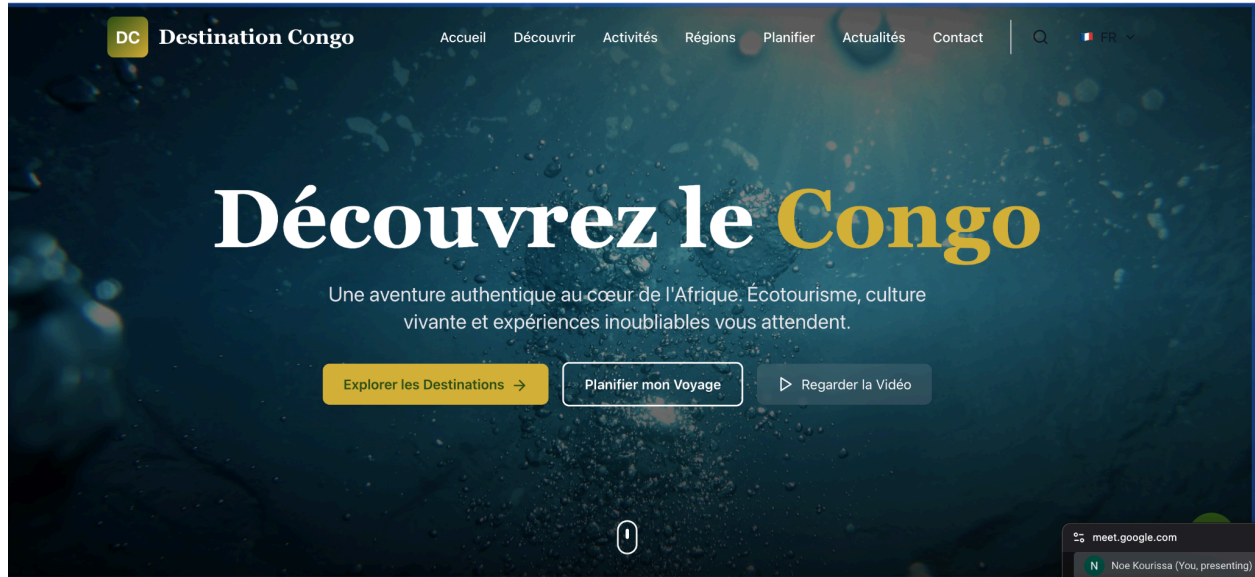 DC Destination Congo Accueil Découvrir Activités Régions Planifier Actualités Contact FR
Découvrez le Congo
Une aventure authentique au cœur de l'Afrique. Écotourisme, culture
vivante et expériences inoubliables vous attendent.
Explorer les Destinations → Planifier mon Voyage Regarder la Vidéo
meet.google.com
N Noe Kourissa (You, presenting)